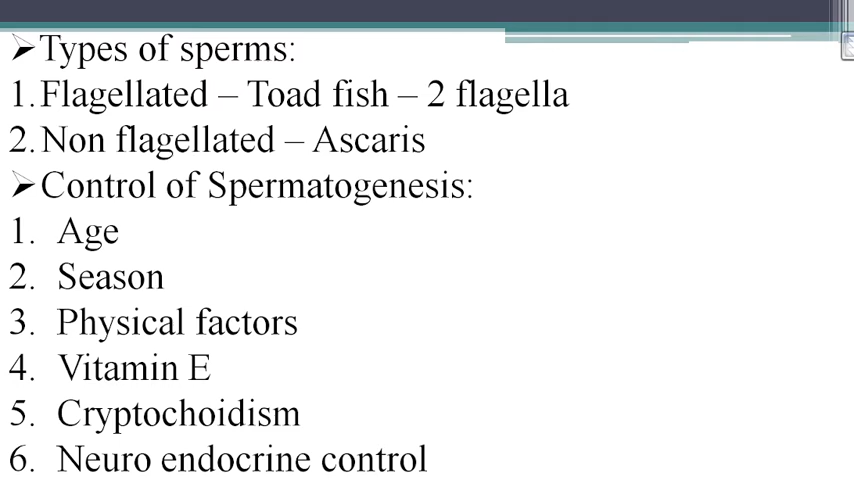 ➢Types of sperms:
1.Flagellated – Toad fish – 2 flagella
2.Non flagellated – Ascaris
➢Control of Spermatogenesis:
1. Age
2. Season
3. Physical factors
4. Vitamin E
5. Cryptochoidism
6. Neuro endocrine control